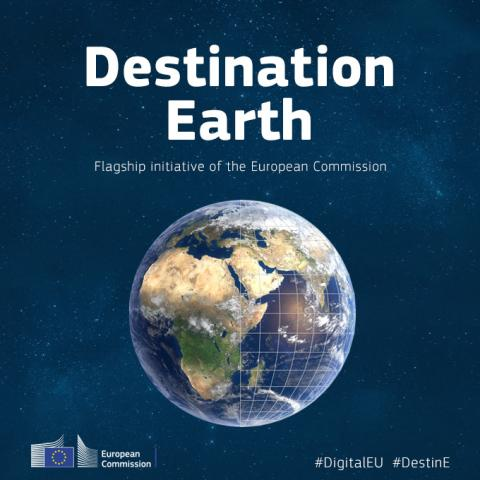 Destination
Earth
Flagship initiative of the European Commission
European
Commission
#DigitalEU #DestinE